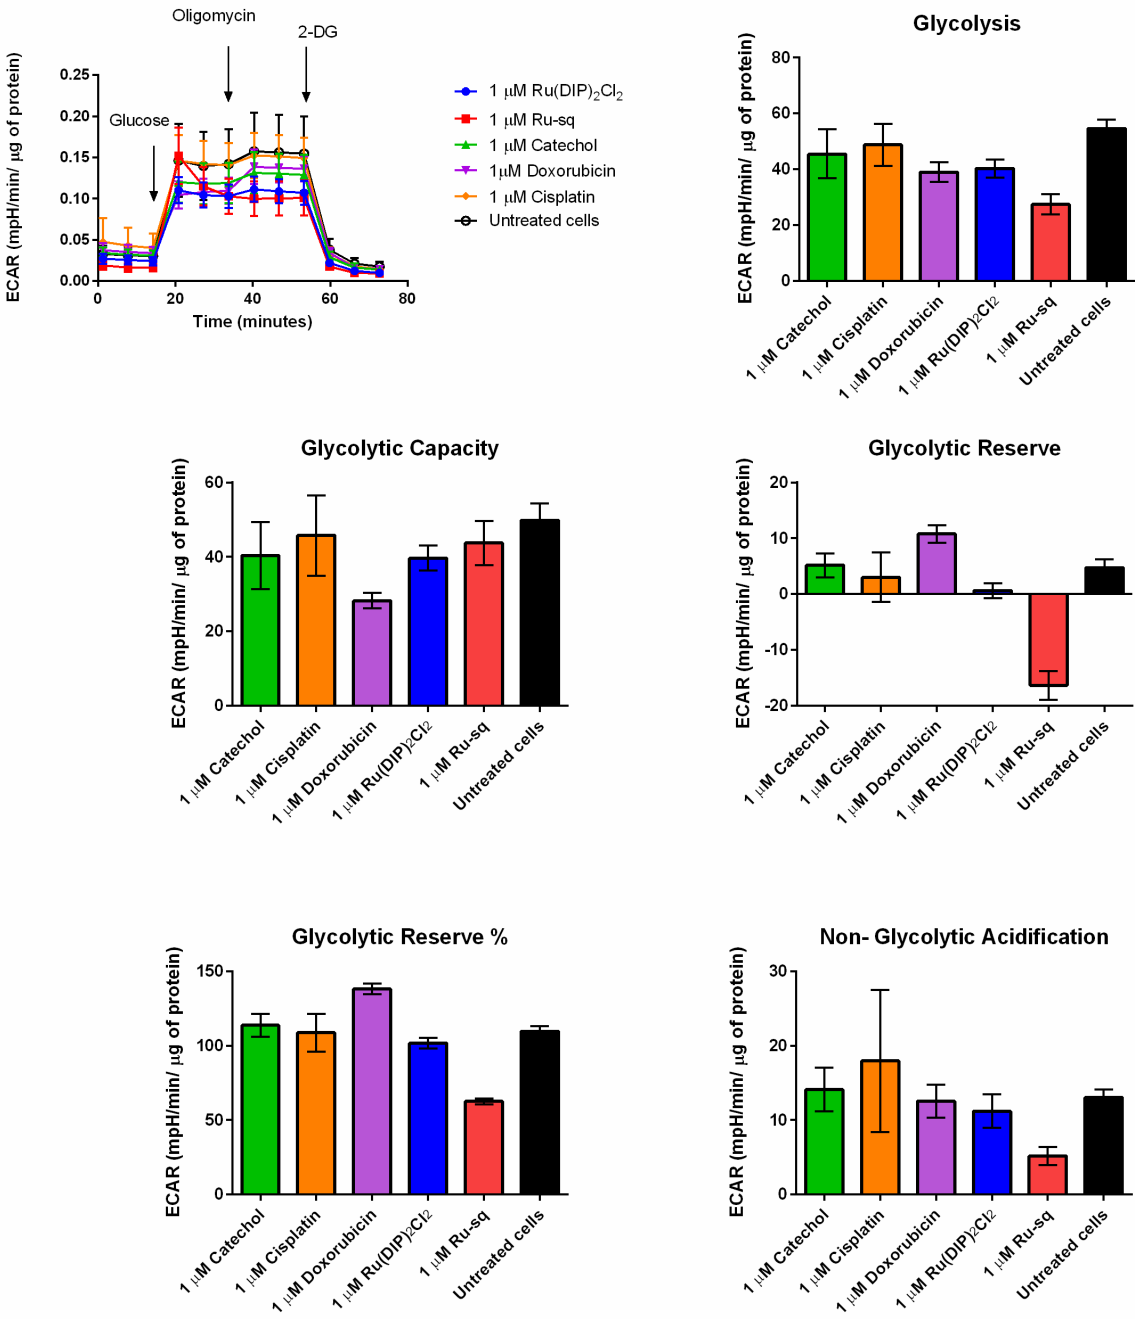 Oligomycin
2-DG
Glucose
ECAR (mpH/min/ µg of protein)
0.25
0.20
0.15
0.10
0.05
0.00
0 20 40 60 80
Time (minutes)
1 µM Ru(DIP)₂Cl₂
1 µM Ru-sq
1 µM Catechol
1µM Doxorubicin
1 µM Cisplatin
Untreated cells
Glycolysis
ECAR (mpH/min/ µg of protein)
80
60
40
20
0
1 µM Catechol
1 µM Cisplatin
1 µM Doxorubicin
1 µM Ru(DIP)₂Cl₂
1 µM Ru-sq
Untreated cells
Glycolytic Capacity
ECAR (mpH/min/ µg of protein)
60
40
20
0
1 µM Catechol
1 µM Cisplatin
1 µM Doxorubicin
1 µM Ru(DIP)₂Cl₂
1 µM Ru-sq
Untreated cells
Glycolytic Reserve
ECAR (mpH/min/ µg of protein)
20
10
0
-10
-20
1 µM Catechol
1 µM Cisplatin
1 µM Doxorubicin
1 µM Ru(DIP)₂Cl₂
1 µM Ru-sq
Untreated cells
Glycolytic Reserve %
ECAR (mpH/min/ µg of protein)
150
100
50
0
1 µM Catechol
1 µM Cisplatin
1 µM Doxorubicin
1 µM Ru(DIP)₂Cl₂
1 µM Ru-sq
Untreated cells
Non- Glycolytic Acidification
ECAR (mpH/min/ µg of protein)
30
20
10
0
1 µM Catechol
1 µM Cisplatin
1 µM Doxorubicin
1 µM Ru(DIP)₂Cl₂
1 µM Ru-sq
Untreated cells